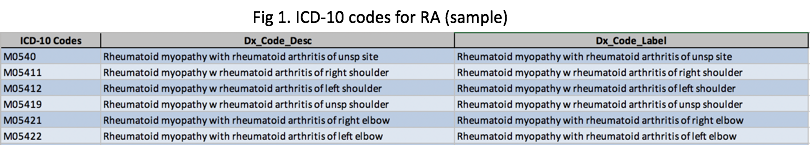 Fig 1. ICD-10 codes for RA (sample)
ICD-10 Codes Dx_Code_Desc Dx_Code_Label
M0540 Rheumatoid myopathy with rheumatoid arthritis of unsp site Rheumatoid myopathy with rheumatoid arthritis of unsp site
M05411 Rheumatoid myopathy w rheumatoid arthritis of right shoulder Rheumatoid myopathy w rheumatoid arthritis of right shoulder
M05412 Rheumatoid myopathy w rheumatoid arthritis of left shoulder Rheumatoid myopathy w rheumatoid arthritis of left shoulder
M05419 Rheumatoid myopathy w rheumatoid arthritis of unsp shoulder Rheumatoid myopathy w rheumatoid arthritis of unsp shoulder
M05421 Rheumatoid myopathy with rheumatoid arthritis of right elbow Rheumatoid myopathy with rheumatoid arthritis of right elbow
M05422 Rheumatoid myopathy with rheumatoid arthritis of left elbow Rheumatoid myopathy with rheumatoid arthritis of left elbow